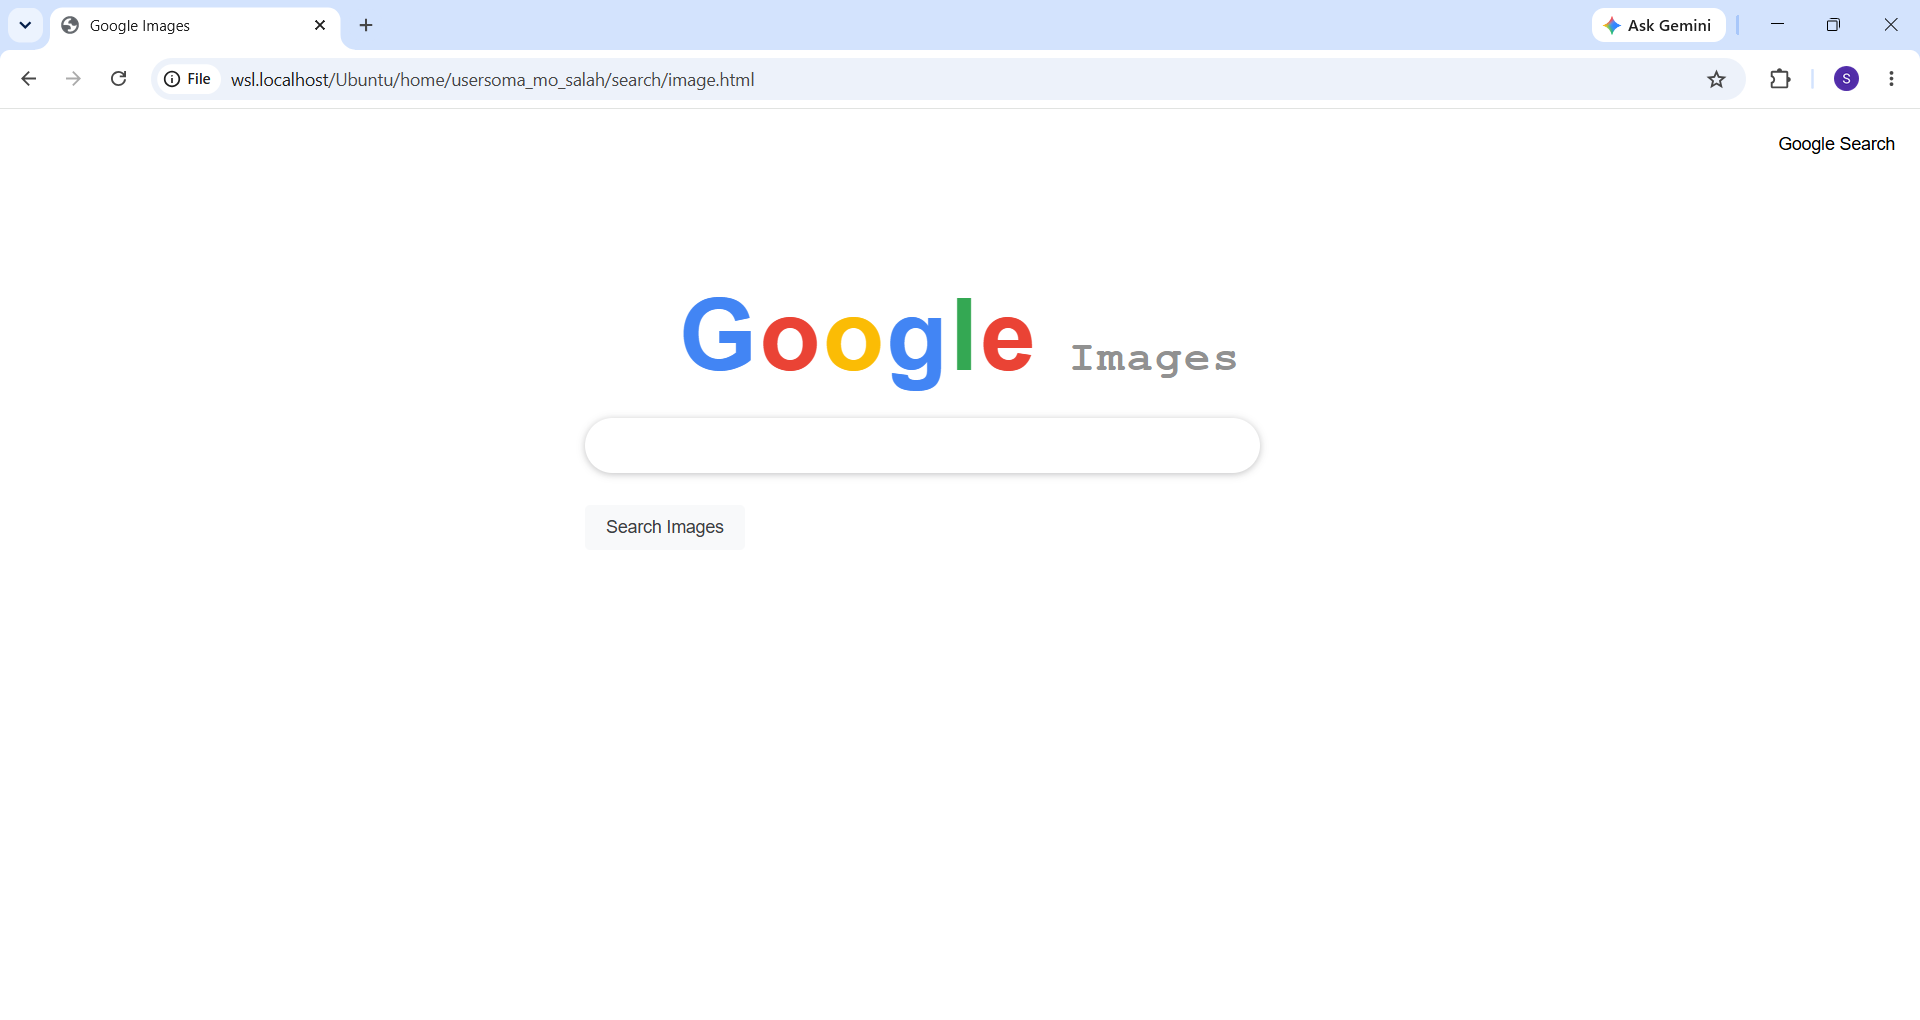 Google Images
Ask Gemini
File wsl.localhost/Ubuntu/home/usersoma_mo_salah/search/image.html
S
Google Search
Google Images
Search Images